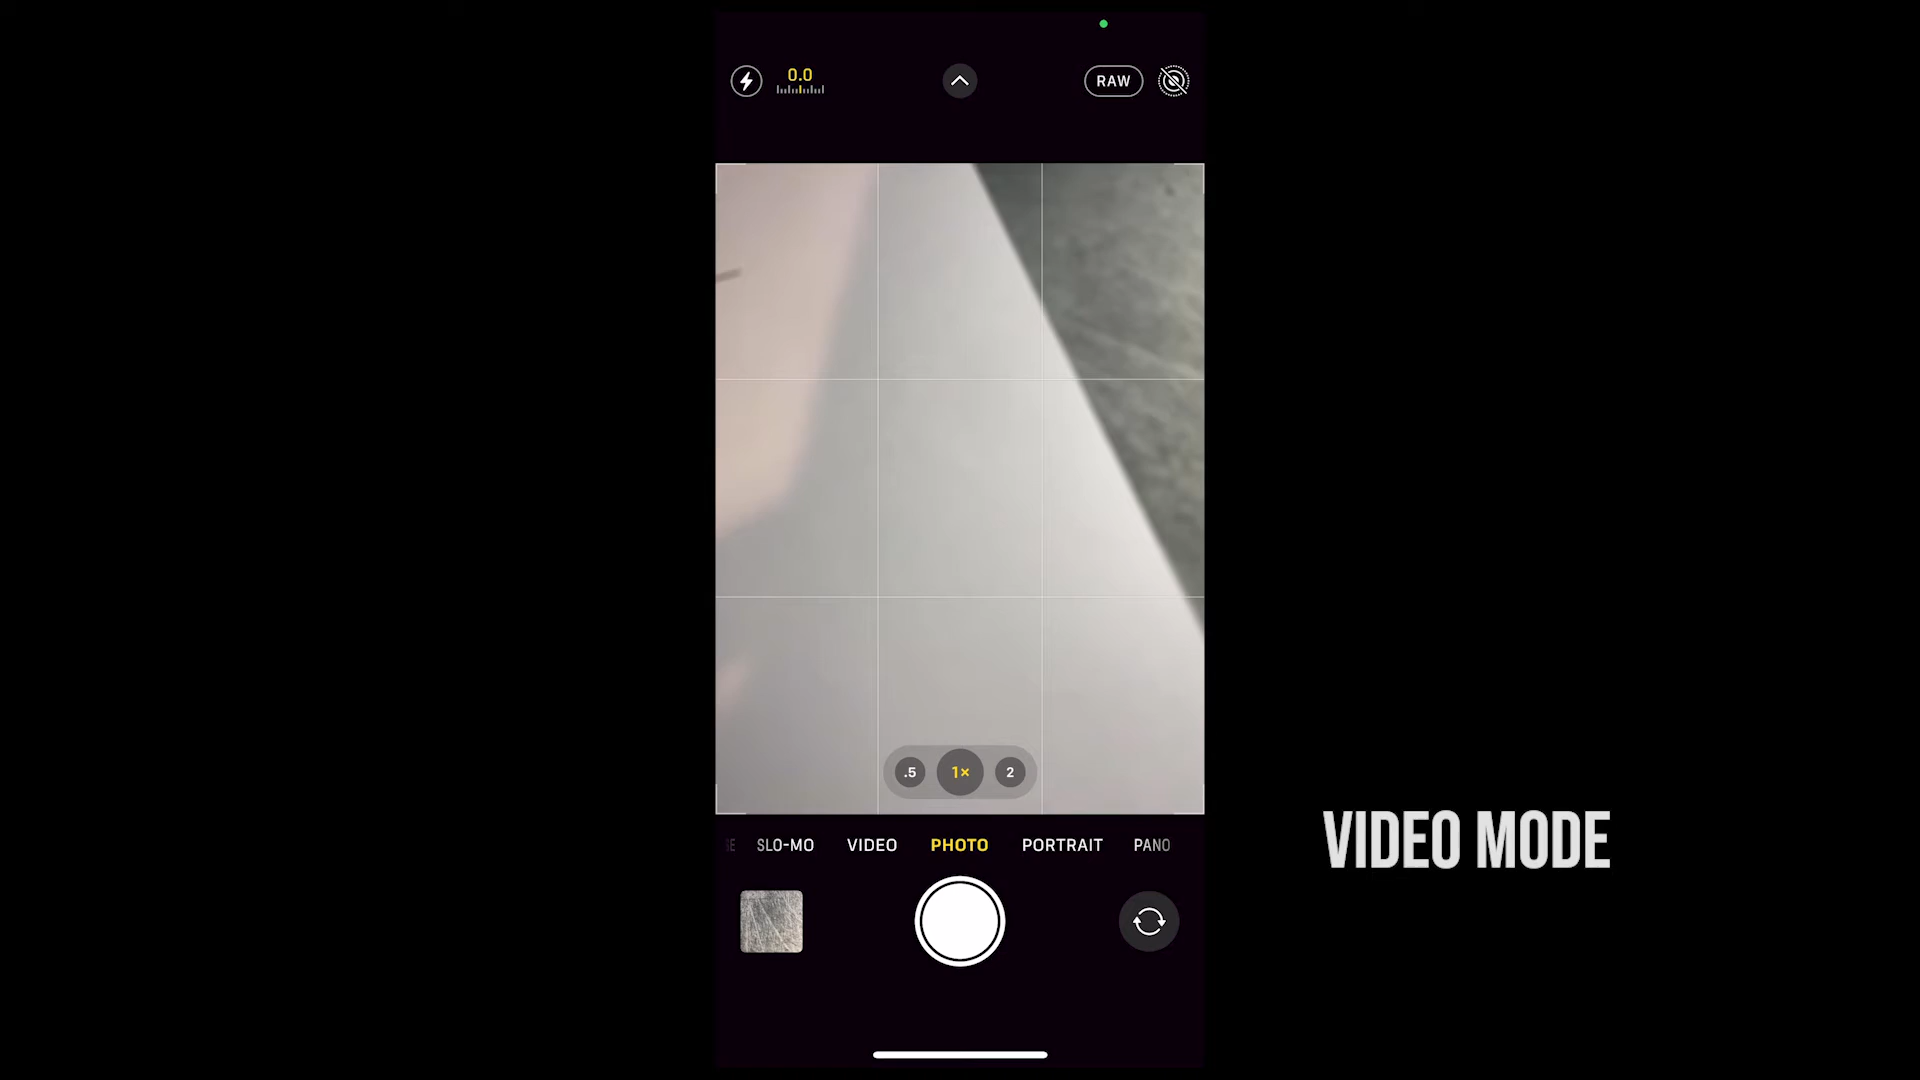 0.0
RAW
.5 1× 2
SLO-MO VIDEO PHOTO PORTRAIT PANO
VIDEO MODE